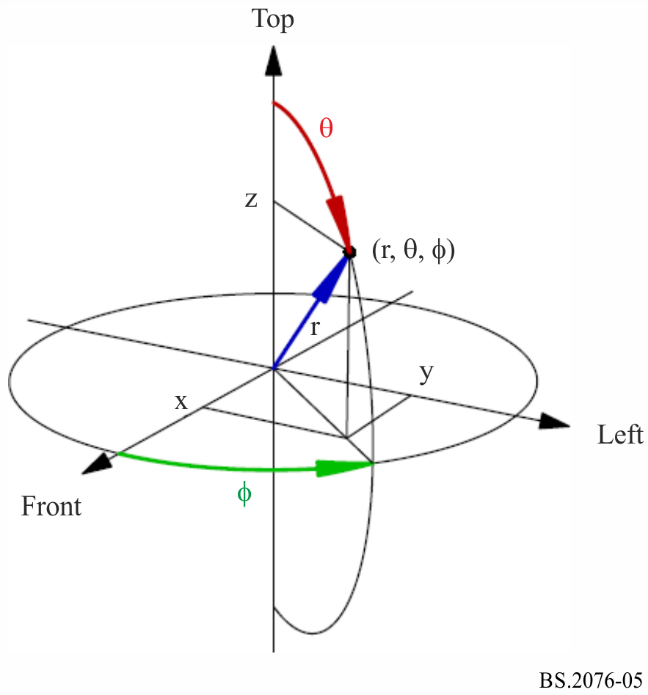 Top
θ
z
(r, θ, ϕ)
r
y
x
Left
Front
ϕ
BS.2076-05